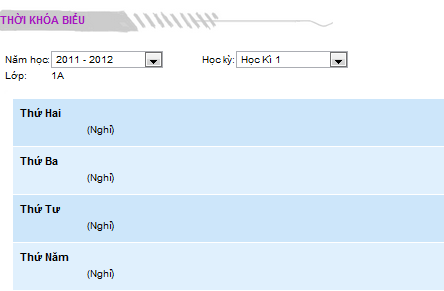 THỜI KHÓA BIỂU
Năm học: 2011 - 2012 Học kỳ: Học Kì 1
Lớp: 1A
Thứ Hai
(Nghỉ)
Thứ Ba
(Nghỉ)
Thứ Tư
(Nghỉ)
Thứ Năm
(Nghỉ)